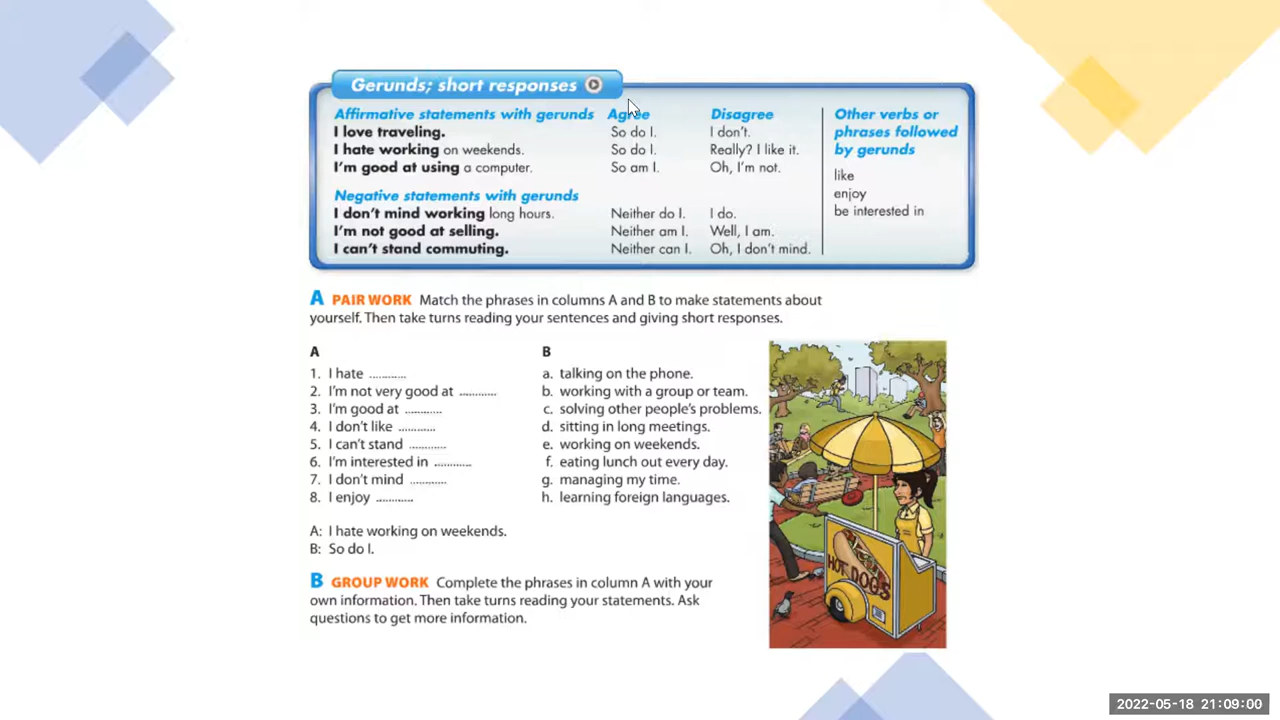 Gerunds; short responses
Affirmative statements with gerunds Agree Disagree
I love traveling. So do I. I don't.
I hate working on weekends. So do I. Really? I like it.
I'm good at using a computer. So am I. Oh, I'm not.
Negative statements with gerunds
I don't mind working long hours. Neither do I. I do.
I'm not good at selling. Neither am I. Well, I am.
I can't stand commuting. Neither can I. Oh, I don't mind.
Other verbs or
phrases followed
by gerunds
like
enjoy
be interested in
A PAIR WORK Match the phrases in columns A and B to make statements about
yourself. Then take turns reading your sentences and giving short responses.
A
1. I hate ............
2. I'm not very good at ............
3. I'm good at ............
4. I don't like ............
5. I can't stand ............
6. I'm interested in ............
7. I don't mind ............
8. I enjoy ............
B
a. talking on the phone.
b. working with a group or team.
c. solving other people's problems.
d. sitting in long meetings.
e. working on weekends.
f. eating lunch out every day.
g. managing my time.
h. learning foreign languages.
A: I hate working on weekends.
B: So do I.
B GROUP WORK Complete the phrases in column A with your
own information. Then take turns reading your statements. Ask
questions to get more information.
HOT DOGS
2022-05-18 21:09:00